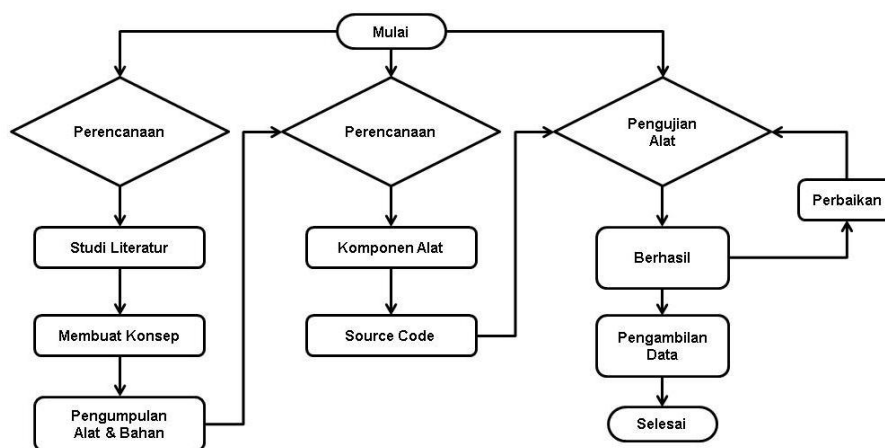 Mulai
Perencanaan
Studi Literatur
Membuat Konsep
Pengumpulan
Alat & Bahan
Perencanaan
Komponen Alat
Source Code
Pengujian
Alat
Perbaikan
Berhasil
Pengambilan
Data
Selesai